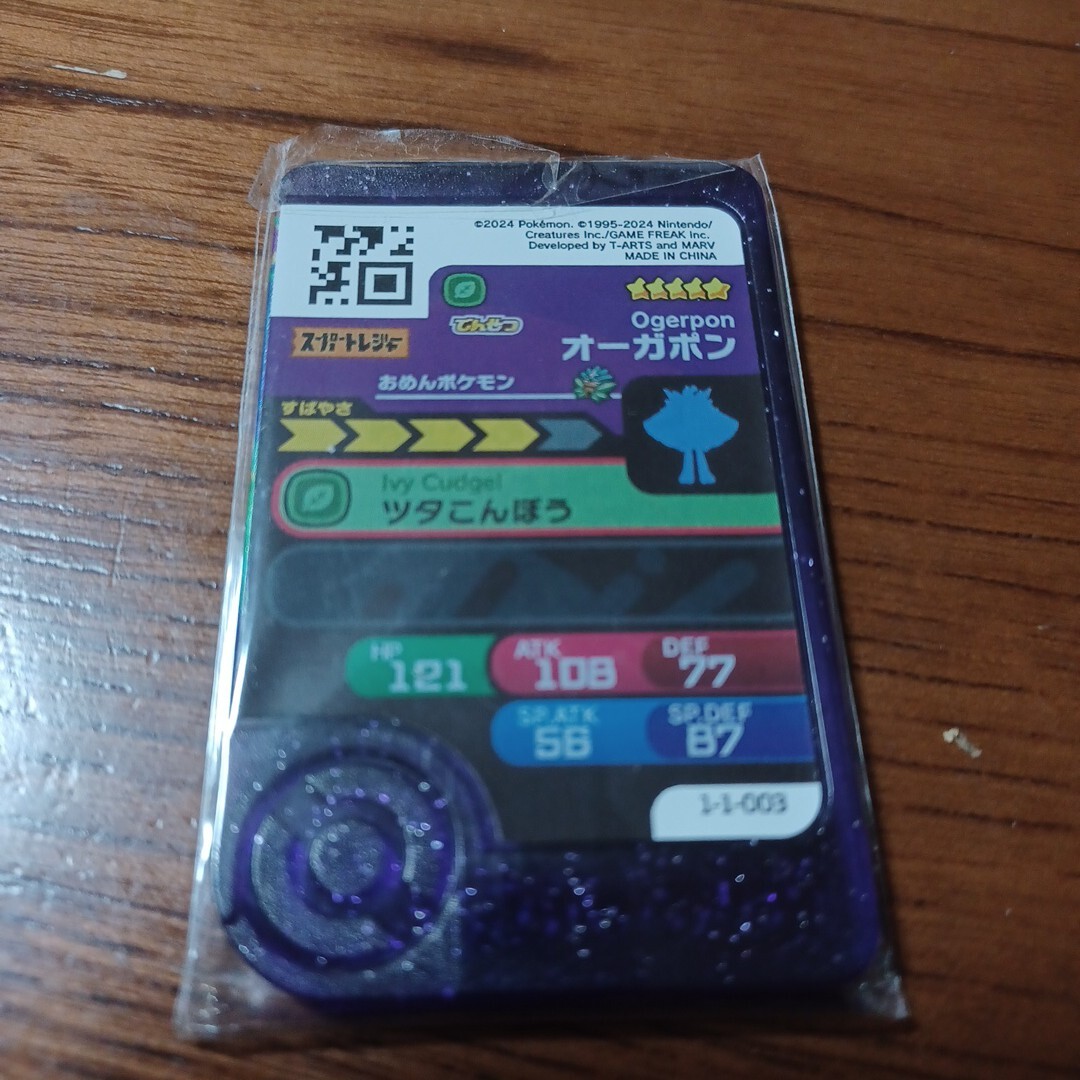 ©2024 Pokémon. ©1995-2024 Nintendo/
Creatures Inc./GAME FREAK inc.
Developed by T-ARTS and MARV
MADE IN CHINA
でんせつ
Ogerpon
オーガポン
スーパートレジャー
おめんポケモン
すばやさ
Ivy Cudgel
ツタこんぼう
HP
121
ATK
108
DEF
77
SP.ATK
56
SP.DEF
87
1-1-003